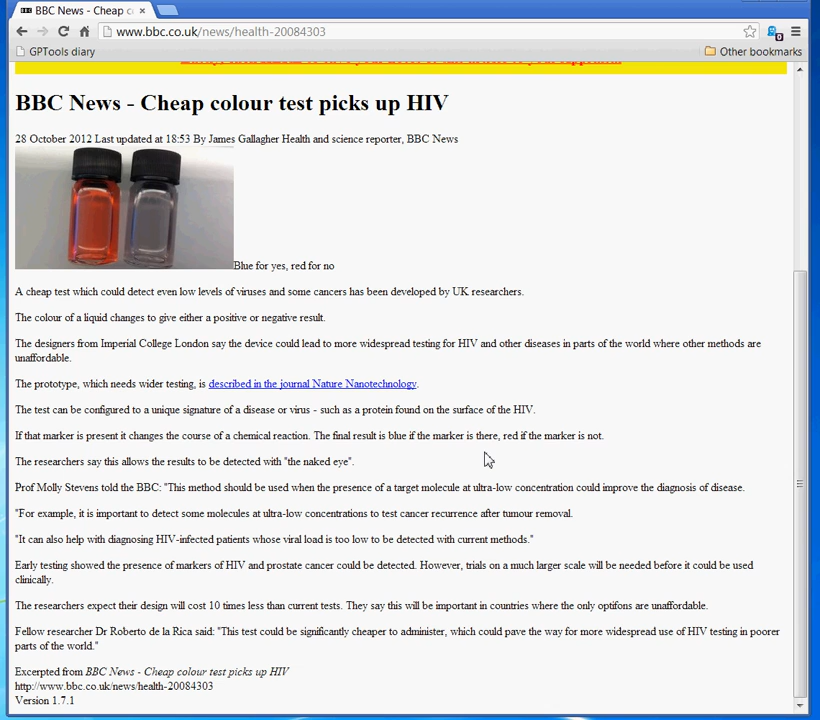 BBC News - Cheap c
www.bbc.co.uk/news/health-20084303
GPTools diary
Other bookmarks
BBC News - Cheap colour test picks up HIV
28 October 2012 Last updated at 18:53 By James Gallagher Health and science reporter, BBC News
Blue for yes, red for no
A cheap test which could detect even low levels of viruses and some cancers has been developed by UK researchers.
The colour of a liquid changes to give either a positive or negative result.
The designers from Imperial College London say the device could lead to more widespread testing for HIV and other diseases in parts of the world where other methods are
unaffordable.
The prototype, which needs wider testing, is described in the journal Nature Nanotechnology.
The test can be configured to a unique signature of a disease or virus - such as a protein found on the surface of the HIV.
If that marker is present it changes the course of a chemical reaction. The final result is blue if the marker is there, red if the marker is not.
The researchers say this allows the results to be detected with "the naked eye".
Prof Molly Stevens told the BBC: "This method should be used when the presence of a target molecule at ultra-low concentration could improve the diagnosis of disease.
"For example, it is important to detect some molecules at ultra-low concentrations to test cancer recurrence after tumour removal.
"It can also help with diagnosing HIV-infected patients whose viral load is too low to be detected with current methods."
Early testing showed the presence of markers of HIV and prostate cancer could be detected. However, trials on a much larger scale will be needed before it could be used
clinically.
The researchers expect their design will cost 10 times less than current tests. They say this will be important in countries where the only optifons are unaffordable.
Fellow researcher Dr Roberto de la Rica said: "This test could be significantly cheaper to administer, which could pave the way for more widespread use of HIV testing in poorer
parts of the world."
Excerpted from BBC News - Cheap colour test picks up HIV
http://www.bbc.co.uk/news/health-20084303
Version 1.7.1